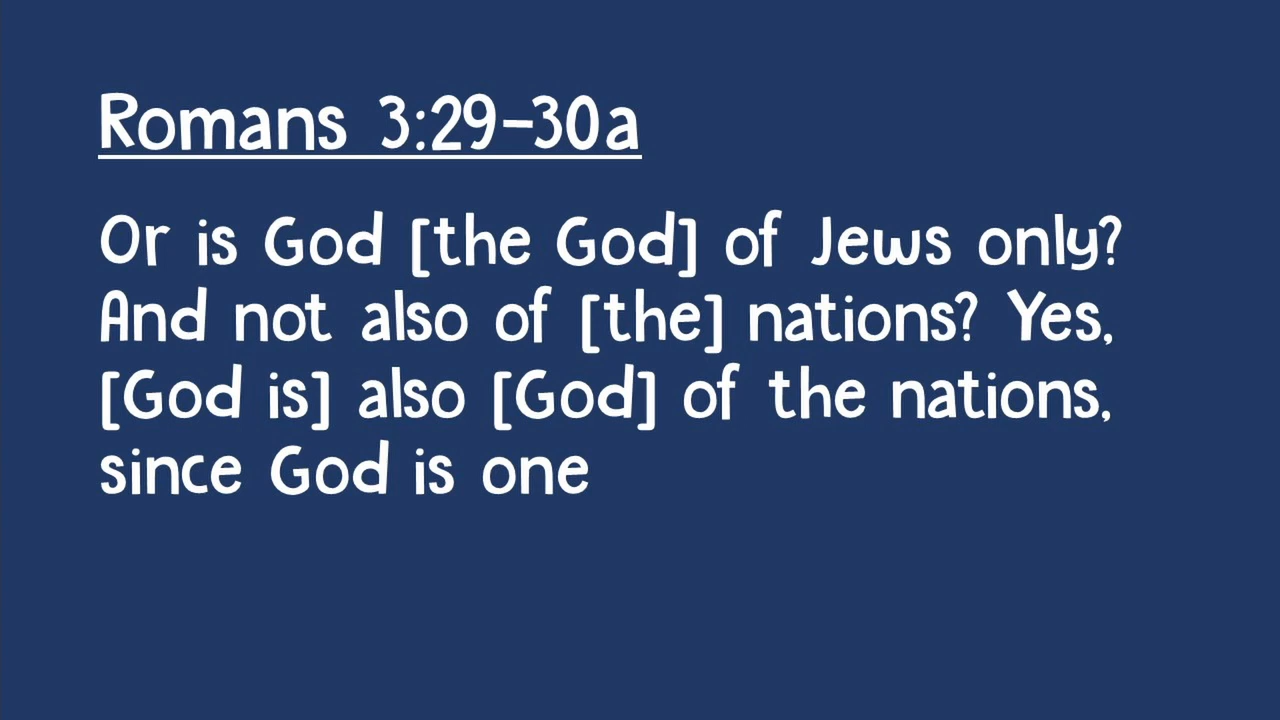 Romans 3:29–30a
Or is God [the God] of Jews only?
And not also of [the] nations? Yes,
[God is] also [God] of the nations,
since God is one